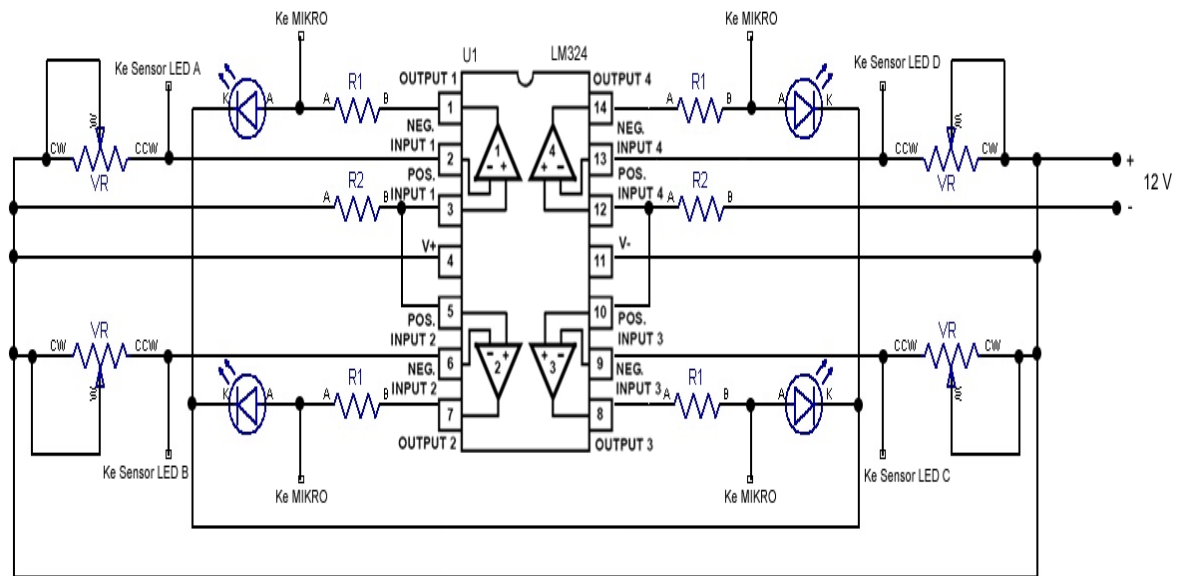 Ke MIKRO
Ke MIKRO
U1
LM324
Ke Sensor LED A
Ke Sensor LED D
OUTPUT 1
OUTPUT 4
R1
R1
K
A
A
B
1
14
A
B
A
K
NEG.
INPUT 1
NEG.
INPUT 4
CW
CCW
VR
2
1
- +
4
- +
13
CCW
CW
VR
+
12 V
-
POS.
INPUT 1
POS.
INPUT 4
R2
R2
A
B
3
12
A
B
V+
V-
4
11
5
10
POS.
INPUT 2
POS.
INPUT 3
VR
CW
CCW
6
- +
2
+ -
3
9
VR
CCW
CW
NEG.
INPUT 2
NEG.
INPUT 3
R1
R1
K
A
A
B
7
8
A
B
A
K
OUTPUT 2
OUTPUT 3
Ke Sensor LED B
Ke Sensor LED C
Ke MIKRO
Ke MIKRO